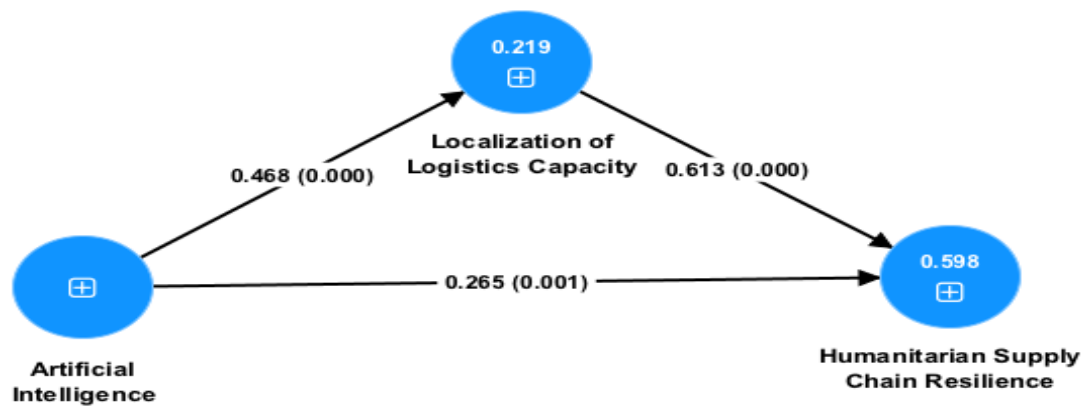 0.219
Localization of
Logistics Capacity
0.468 (0.000)
0.613 (0.000)
0.598
0.265 (0.001)
Artificial
Intelligence
Humanitarian Supply
Chain Resilience